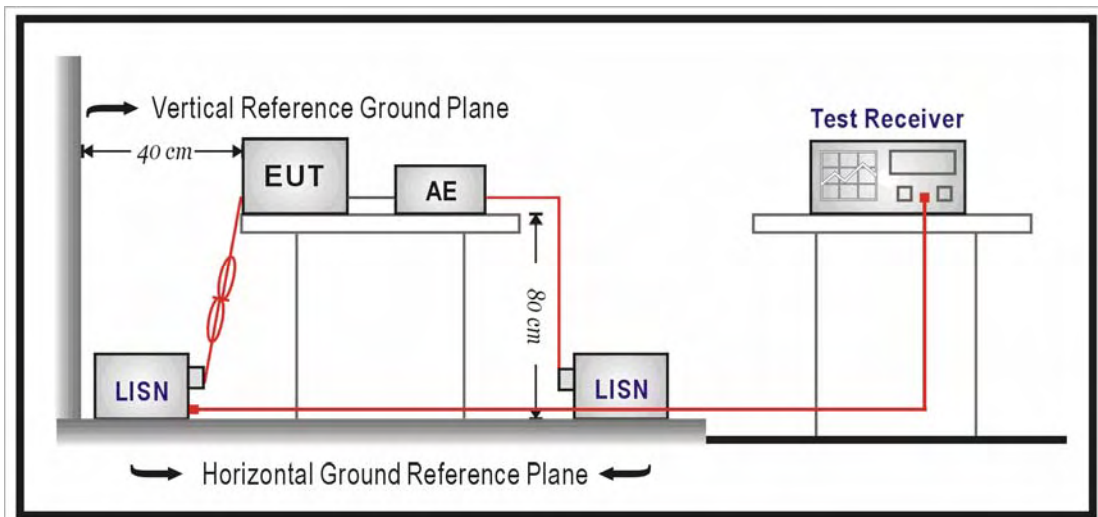 Vertical Reference Ground Plane
40 cm
EUT
AE
Test Receiver
80 cm
LISN
LISN
Horizontal Ground Reference Plane